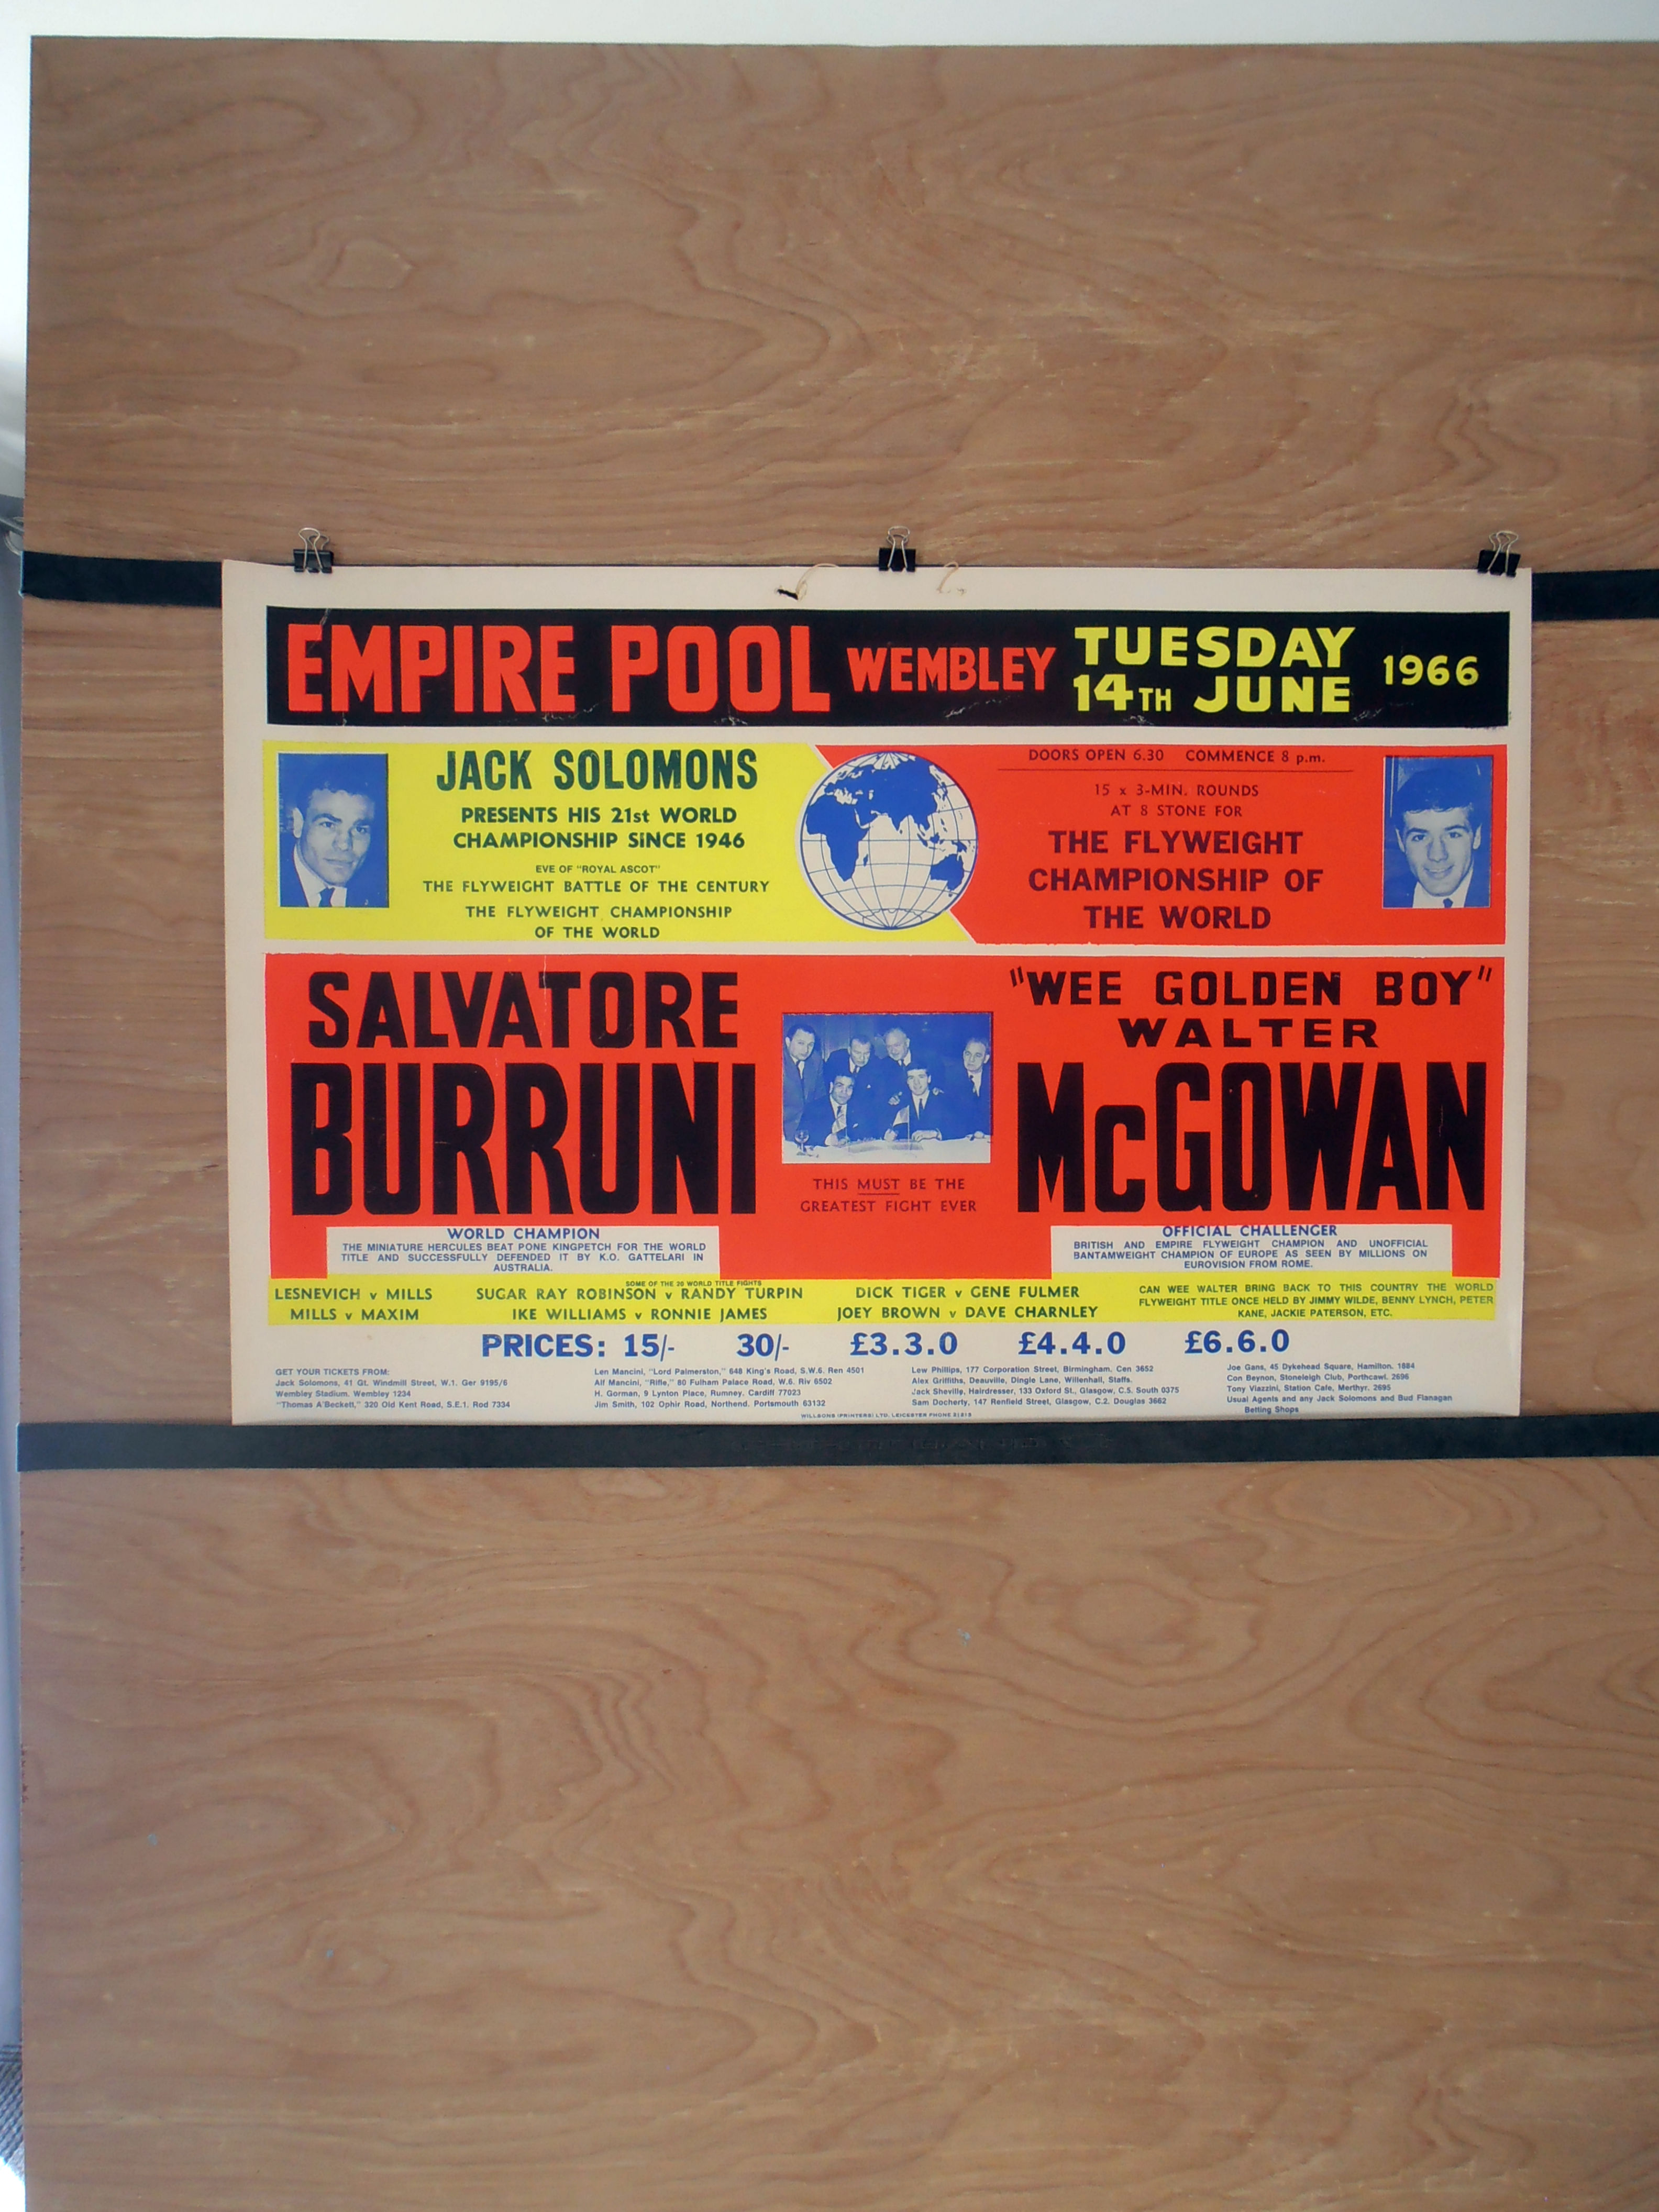 EMPIRE POOL WEMBLEY TUESDAY 14TH JUNE 1966
JACK SOLOMONS
PRESENTS HIS 21st WORLD
CHAMPIONSHIP SINCE 1946
EVE OF "ROYAL ASCOT"
THE FLYWEIGHT BATTLE OF THE CENTURY
THE FLYWEIGHT CHAMPIONSHIP
OF THE WORLD
DOORS OPEN 6.30 COMMENCE 8 p.m.
15 x 3-MIN. ROUNDS
AT 8 STONE FOR
THE FLYWEIGHT
CHAMPIONSHIP OF
THE WORLD
SALVATORE
BURRUNI
THIS MUST BE THE
GREATEST FIGHT EVER
"WEE GOLDEN BOY"
WALTER
McGOWAN
WORLD CHAMPION
THE MINIATURE HERCULES BEAT PONE KINGPETCH FOR THE WORLD
TITLE AND SUCCESSFULLY DEFENDED IT BY K.O. GATTELARI IN
AUSTRALIA.
OFFICIAL CHALLENGER
BRITISH AND EMPIRE FLYWEIGHT CHAMPION AND UNOFFICIAL
BANTAMWEIGHT CHAMPION OF EUROPE AS SEEN BY MILLIONS ON
EUROVISION FROM ROME.
SOME OF THE 20 WORLD TITLE FIGHTS
LESNEVICH v MILLS
MILLS v MAXIM
SUGAR RAY ROBINSON v RANDY TURPIN
IKE WILLIAMS v RONNIE JAMES
DICK TIGER v GENE FULMER
JOEY BROWN v DAVE CHARNLEY
CAN WEE WALTER BRING BACK TO THIS COUNTRY THE WORLD
FLYWEIGHT TITLE ONCE HELD BY JIMMY WILDE, BENNY LYNCH, PETER
KANE, JACKIE PATERSON, ETC.
PRICES: 15/- 30/- £3.3.0 £4.4.0 £6.6.0
GET YOUR TICKETS FROM:
Jack Solomons, 41 Gt. Windmill Street, W.1. Ger 9195/6
Wembley Stadium. Wembley 1234
"Thomas A'Beckett," 320 Old Kent Road, S.E.1. Rod 7334
Len Mancini, "Lord Palmerston," 648 King's Road, S.W.6. Ren 4501
Alf Mancini, "Rifle," 80 Fulham Palace Road, W.6. Riv 6502
H. Gorman, 9 Lynton Place, Rumney, Cardiff 77023
Jim Smith, 102 Ophir Road, Northend. Portsmouth 63132
Lew Phillips, 177 Corporation Street, Birmingham. Cen 3652
Alex Griffiths, Deauville, Dingle Lane, Willenhall, Staffs.
Jack Sheville, Hairdresser, 133 Oxford St., Glasgow, C.5. South 0375
Sam Docherty, 147 Renfield Street, Glasgow, C.2. Douglas 3662
Joe Gans, 45 Dykehead Square, Hamilton. 1684
Con Beynon, Stoneleigh Club, Porthcawl. 2696
Tony Viazzini, Station Cafe, Merthyr. 2695
Usual Agents and any Jack Solomons and Bud Flanagan
Betting Shops
WILLSONS (PRINTERS) LTD. LEICESTER PHONE